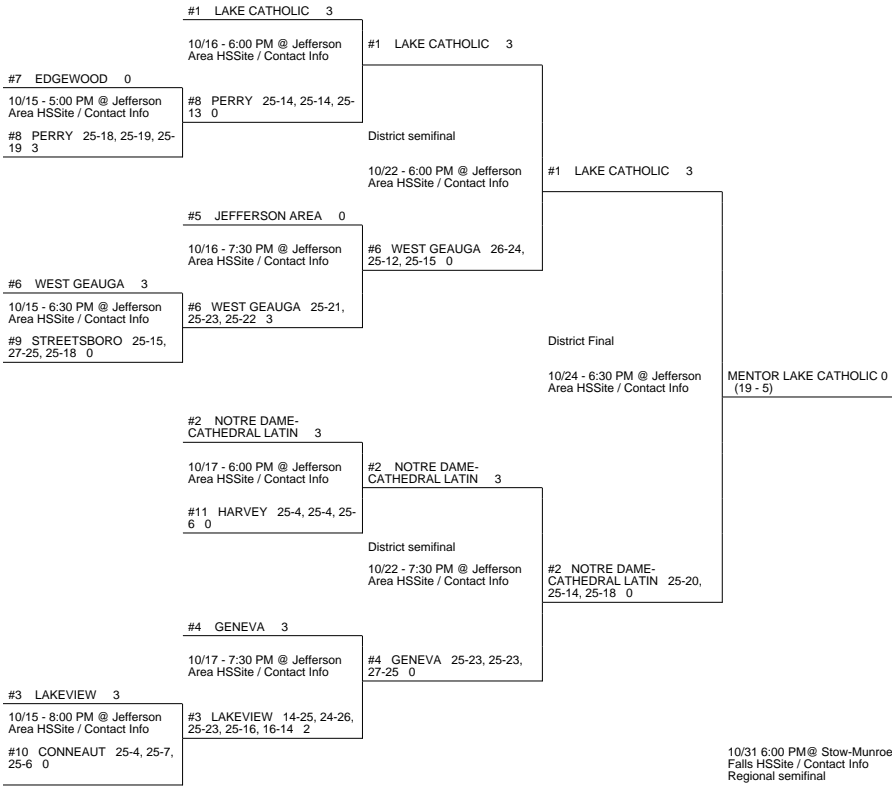 #1 LAKE CATHOLIC 3
10/16 - 6:00 PM @ Jefferson
Area HSSite / Contact Info
#1 LAKE CATHOLIC 3
#7 EDGEWOOD 0
10/15 - 5:00 PM @ Jefferson
Area HSSite / Contact Info
#8 PERRY 25-14, 25-14, 25-
13 0
#8 PERRY 25-18, 25-19, 25-
19 3
District semifinal
10/22 - 6:00 PM @ Jefferson
Area HSSite / Contact Info
#1 LAKE CATHOLIC 3
#5 JEFFERSON AREA 0
10/16 - 7:30 PM @ Jefferson
Area HSSite / Contact Info
#6 WEST GEAUGA 26-24,
25-12, 25-15 0
#6 WEST GEAUGA 3
10/15 - 6:30 PM @ Jefferson
Area HSSite / Contact Info
#6 WEST GEAUGA 25-21,
25-23, 25-22 3
#9 STREETSBORO 25-15,
27-25, 25-18 0
District Final
10/24 - 6:30 PM @ Jefferson
Area HSSite / Contact Info
MENTOR LAKE CATHOLIC 0
(19 - 5)
#2 NOTRE DAME-
CATHEDRAL LATIN 3
10/17 - 6:00 PM @ Jefferson
Area HSSite / Contact Info
#2 NOTRE DAME-
CATHEDRAL LATIN 3
#11 HARVEY 25-4, 25-4, 25-
6 0
District semifinal
10/22 - 7:30 PM @ Jefferson
Area HSSite / Contact Info
#2 NOTRE DAME-
CATHEDRAL LATIN 25-20,
25-14, 25-18 0
#4 GENEVA 3
10/17 - 7:30 PM @ Jefferson
Area HSSite / Contact Info
#4 GENEVA 25-23, 25-23,
27-25 0
#3 LAKEVIEW 3
10/15 - 8:00 PM @ Jefferson
Area HSSite / Contact Info
#3 LAKEVIEW 14-25, 24-26,
25-23, 25-16, 16-14 2
#10 CONNEAUT 25-4, 25-7,
25-6 0
10/31 6:00 PM@ Stow-Munroe
Falls HSSite / Contact Info
Regional semifinal